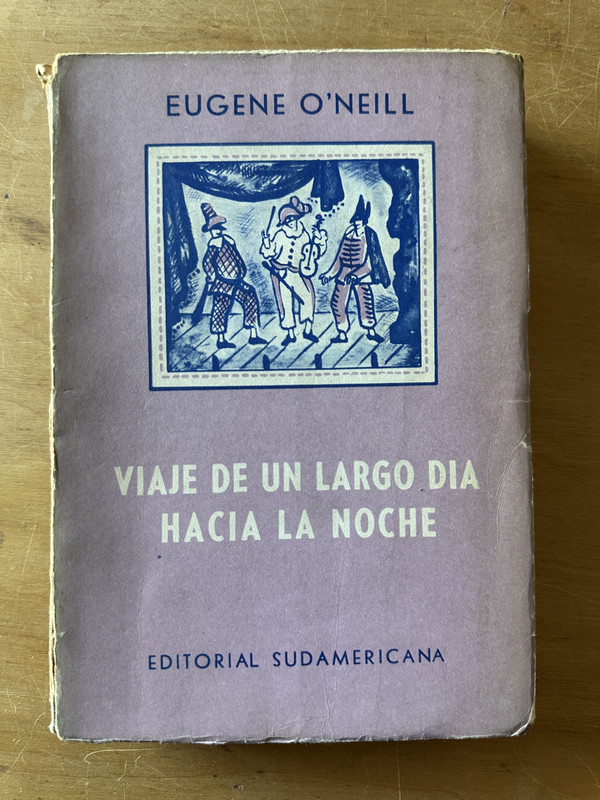 EUGENE O'NEILL
VIAJE DE UN LARGO DIA
HACIA LA NOCHE
EDITORIAL SUDAMERICANA